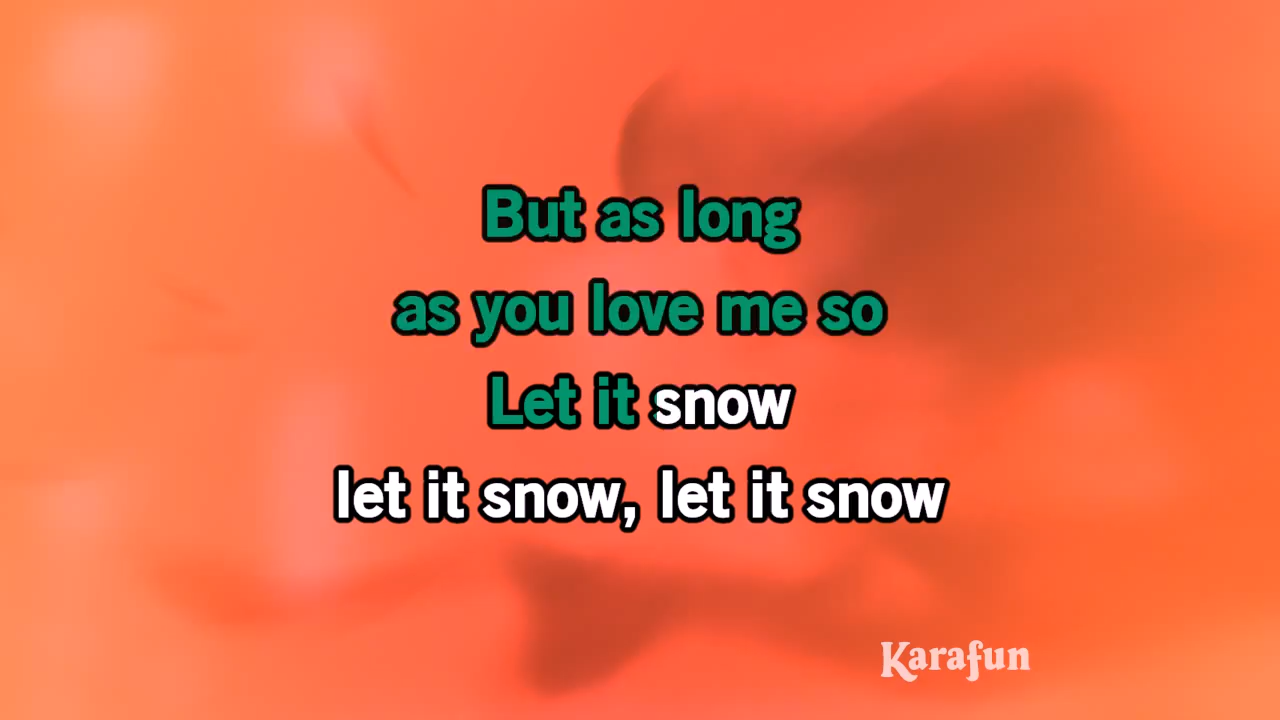 But as long
as you love me so
Let it snow
let it snow, let it snow
Karafun